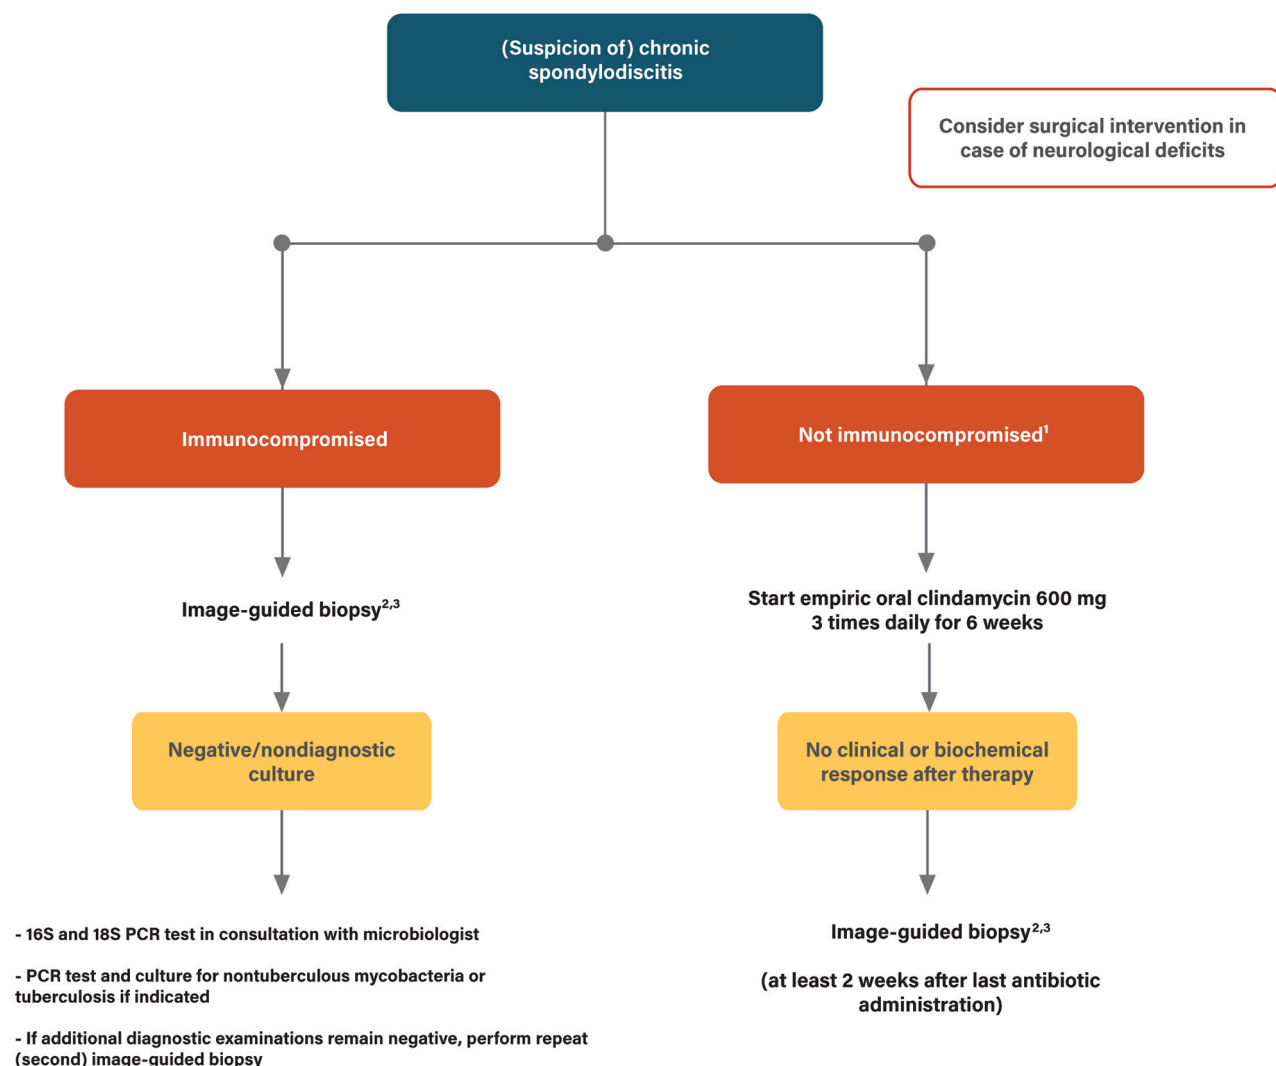 (Suspicion of) chronic
spondylodiscitis
Consider surgical intervention in
case of neurological deficits
Immunocompromised
Not immunocompromised¹
Image-guided biopsy²,³
Start empiric oral clindamycin 600 mg
3 times daily for 6 weeks
Negative/nondiagnostic
culture
No clinical or biochemical
response after therapy
- 16S and 18S PCR test in consultation with microbiologist
- PCR test and culture for nontuberculous mycobacteria or
tuberculosis if indicated
- If additional diagnostic examinations remain negative, perform repeat
(second) image-guided biopsy
Image-guided biopsy²,³
(at least 2 weeks after last antibiotic
administration)